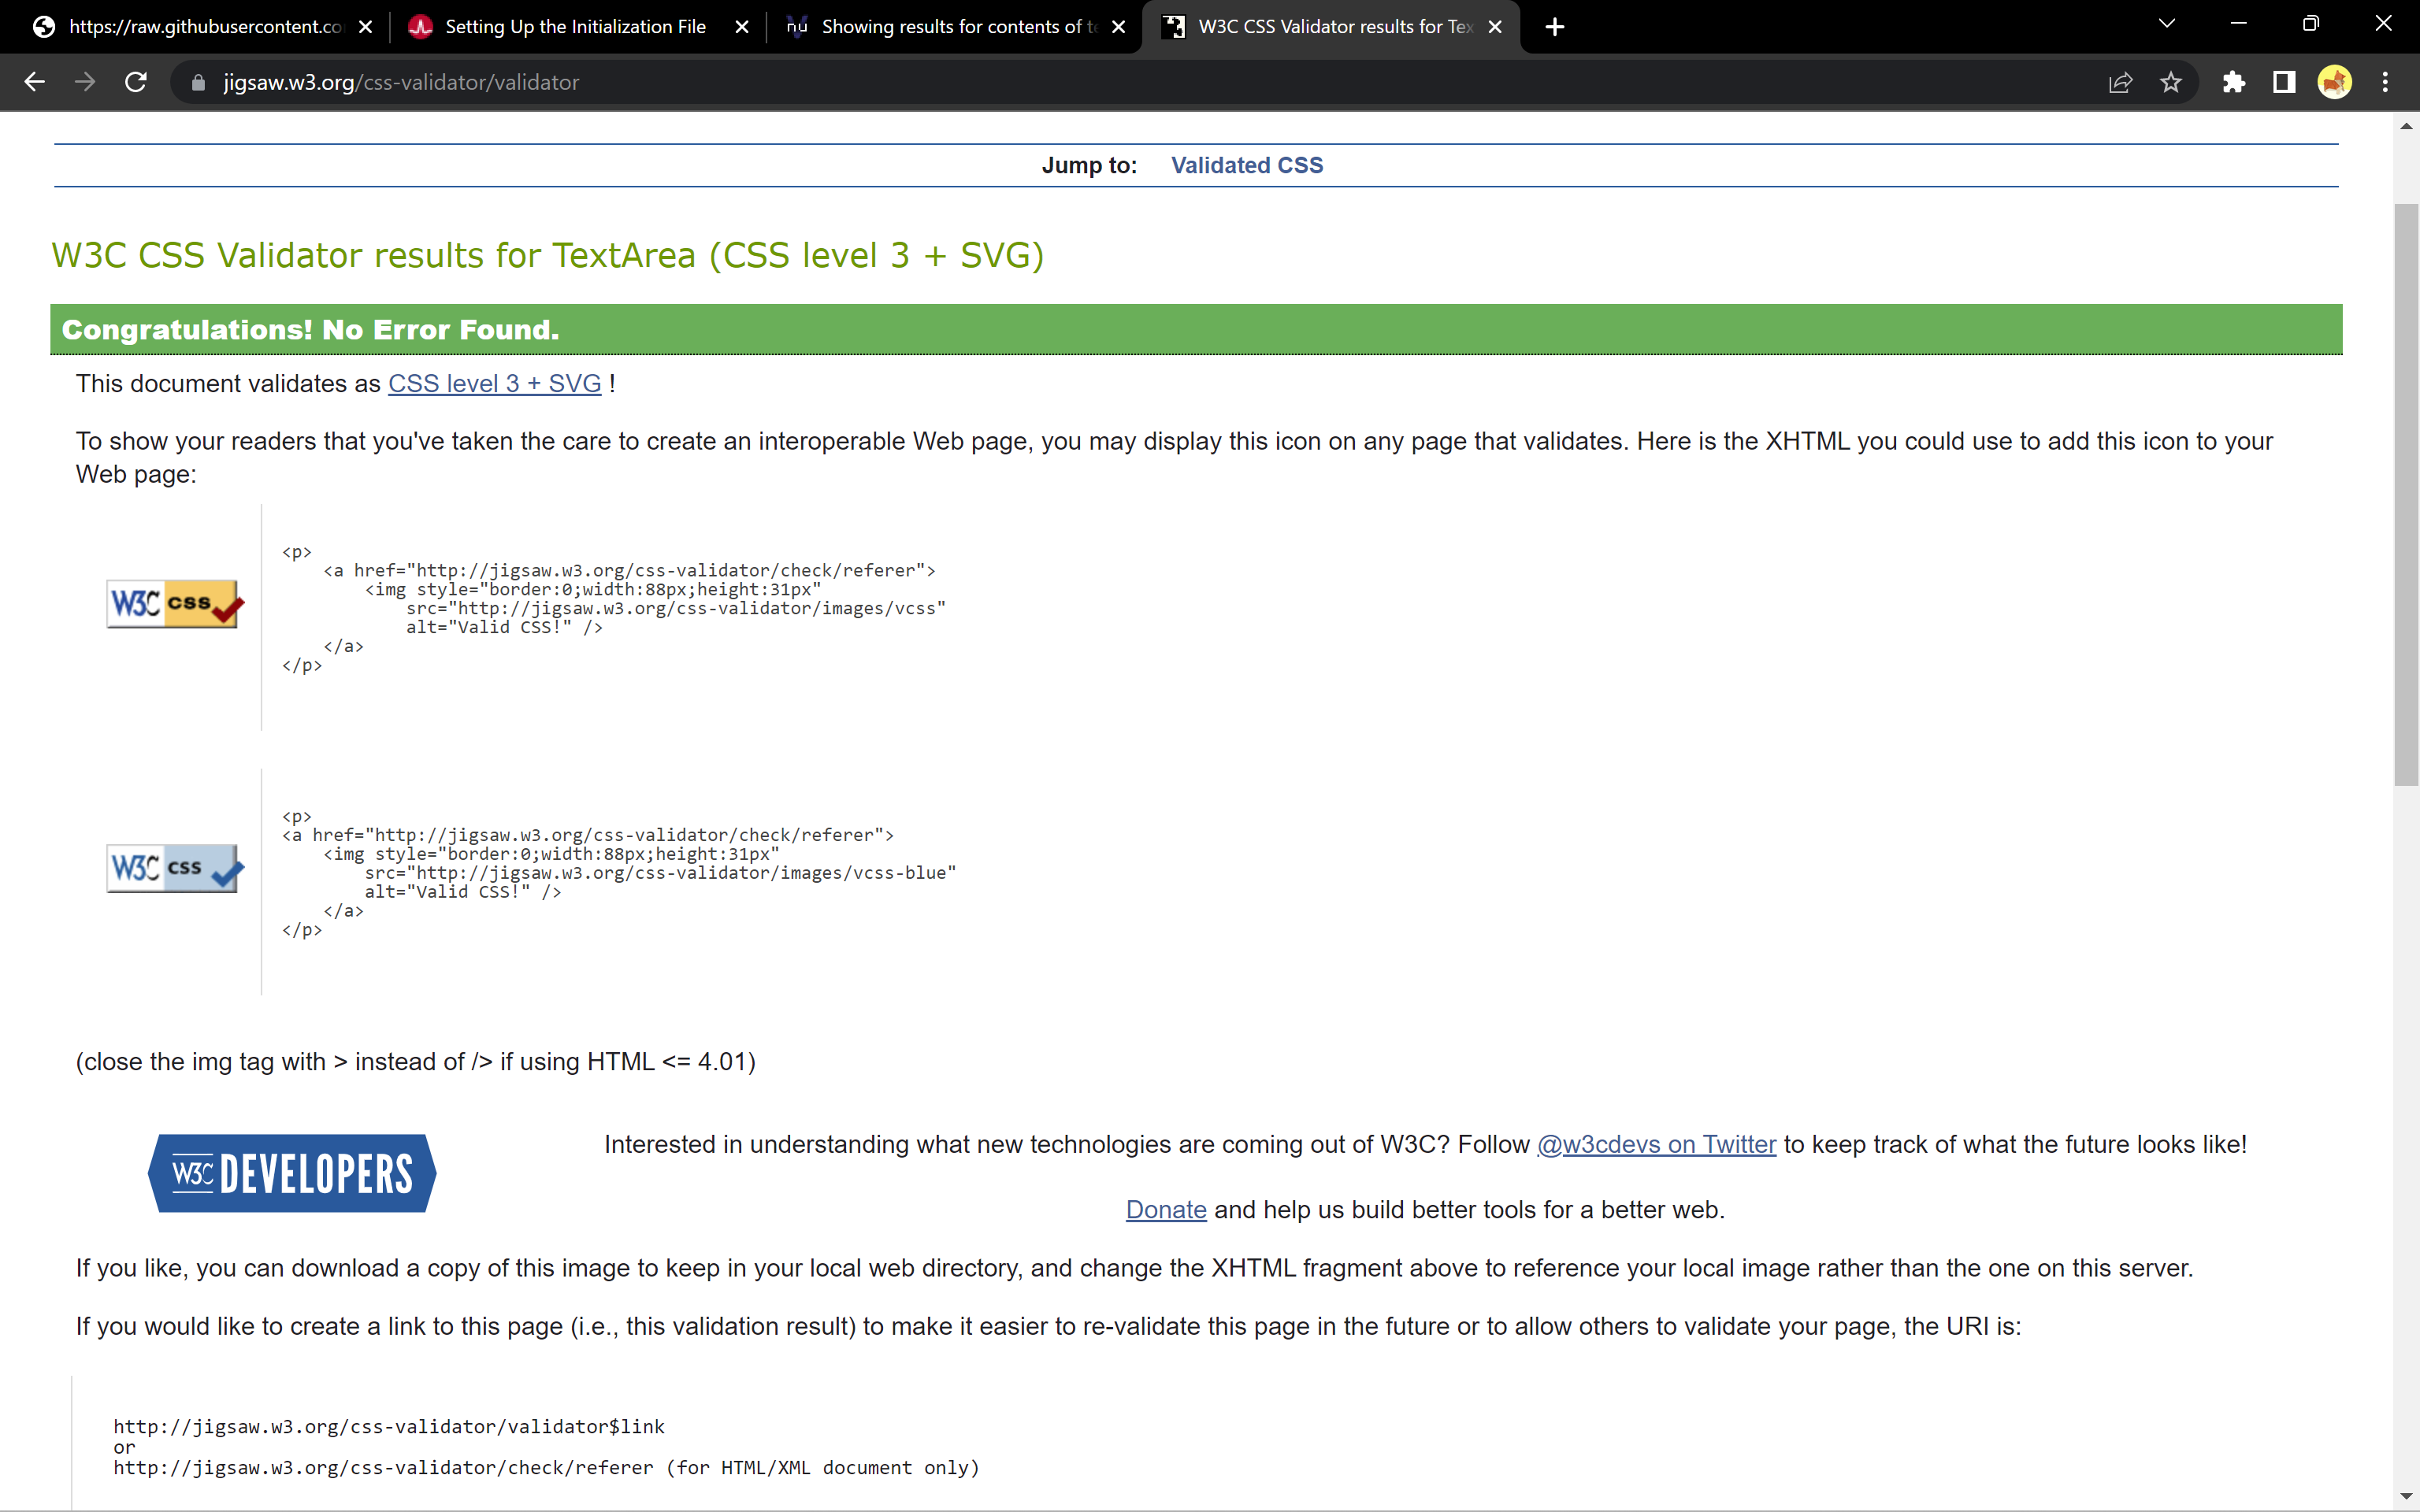 https://raw.githubusercontent.co
Setting Up the Initialization File
Showing results for contents of te
W3C CSS Validator results for Tex
jigsaw.w3.org/css-validator/validator
Jump to: Validated CSS
W3C CSS Validator results for TextArea (CSS level 3 + SVG)
Congratulations! No Error Found.
This document validates as CSS level 3 + SVG !
To show your readers that you've taken the care to create an interoperable Web page, you may display this icon on any page that validates. Here is the XHTML you could use to add this icon to your
Web page:
W3C css
<p>
    <a href="http://jigsaw.w3.org/css-validator/check/referer">
        <img style="border:0;width:88px;height:31px"
            src="http://jigsaw.w3.org/css-validator/images/vcss"
            alt="Valid CSS!" />
    </a>
</p>
W3C css
<p>
<a href="http://jigsaw.w3.org/css-validator/check/referer">
    <img style="border:0;width:88px;height:31px"
        src="http://jigsaw.w3.org/css-validator/images/vcss-blue"
        alt="Valid CSS!" />
    </a>
</p>
(close the img tag with > instead of /> if using HTML <= 4.01)
W3C DEVELOPERS
Interested in understanding what new technologies are coming out of W3C? Follow @w3cdevs on Twitter to keep track of what the future looks like!
Donate and help us build better tools for a better web.
If you like, you can download a copy of this image to keep in your local web directory, and change the XHTML fragment above to reference your local image rather than the one on this server.
If you would like to create a link to this page (i.e., this validation result) to make it easier to re-validate this page in the future or to allow others to validate your page, the URI is:
http://jigsaw.w3.org/css-validator/validator$link
or
http://jigsaw.w3.org/css-validator/check/referer (for HTML/XML document only)